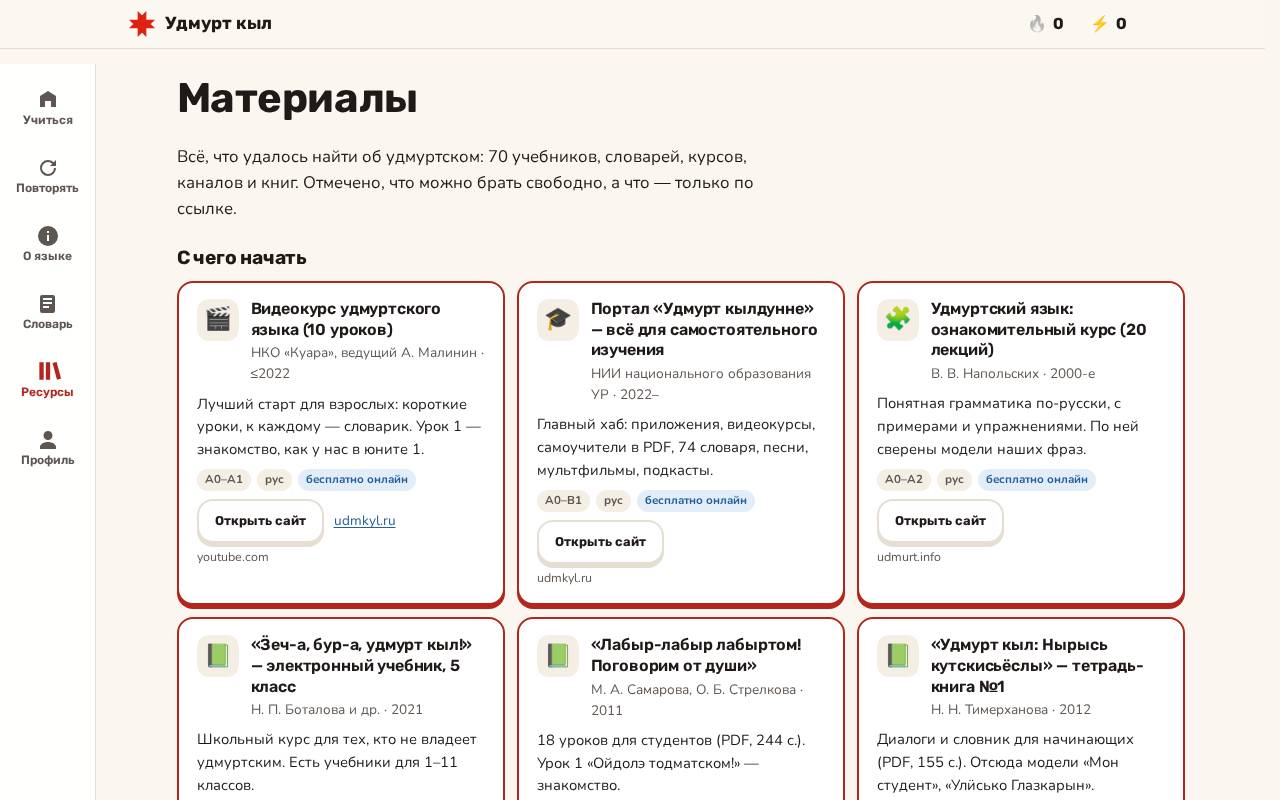 Удмурт кыл
0
0
Учиться
Повторять
О языке
Словарь
Ресурсы
Профиль
Материалы
Всё, что удалось найти об удмуртском: 70 учебников, словарей, курсов,
каналов и книг. Отмечено, что можно брать свободно, а что — только по
ссылке.
С чего начать
Видеокурс удмуртского
языка (10 уроков)
НКО «Куара», ведущий А. Малинин ·
≤2022
Лучший старт для взрослых: короткие
уроки, к каждому — словарик. Урок 1 —
знакомство, как у нас в юните 1.
A0–A1
рус
бесплатно онлайн
Открыть сайт
udmkyl.ru
youtube.com
Портал «Удмурт кылдунне»
— всё для самостоятельного
изучения
НИИ национального образования
УР · 2022–
Главный хаб: приложения, видеокурсы,
самоучители в PDF, 74 словаря, песни,
мультфильмы, подкасты.
A0–B1
рус
бесплатно онлайн
Открыть сайт
udmkyl.ru
Удмуртский язык:
ознакомительный курс (20
лекций)
В. В. Напольских · 2000-е
Понятная грамматика по-русски, с
примерами и упражнениями. По ней
сверены модели наших фраз.
A0–A2
рус
бесплатно онлайн
Открыть сайт
udmurt.info
«Ӟеч-а, бур-а, удмурт кыл!»
— электронный учебник, 5
класс
Н. П. Боталова и др. · 2021
Школьный курс для тех, кто не владеет
удмуртским. Есть учебники для 1–11
классов.
«Лабыр-лабыр лабыртом!
Поговорим от души»
М. А. Самарова, О. Б. Стрелкова ·
2011
18 уроков для студентов (PDF, 244 с.).
Урок 1 «Ойдолэ тодматском!» —
знакомство.
«Удмурт кыл: Нырысь
кутскисьёслы» — тетрадь-
книга №1
Н. Н. Тимерханова · 2012
Диалоги и словник для начинающих
(PDF, 155 с.). Отсюда модели «Мон
студент», «Улӥсько Глазкарын».